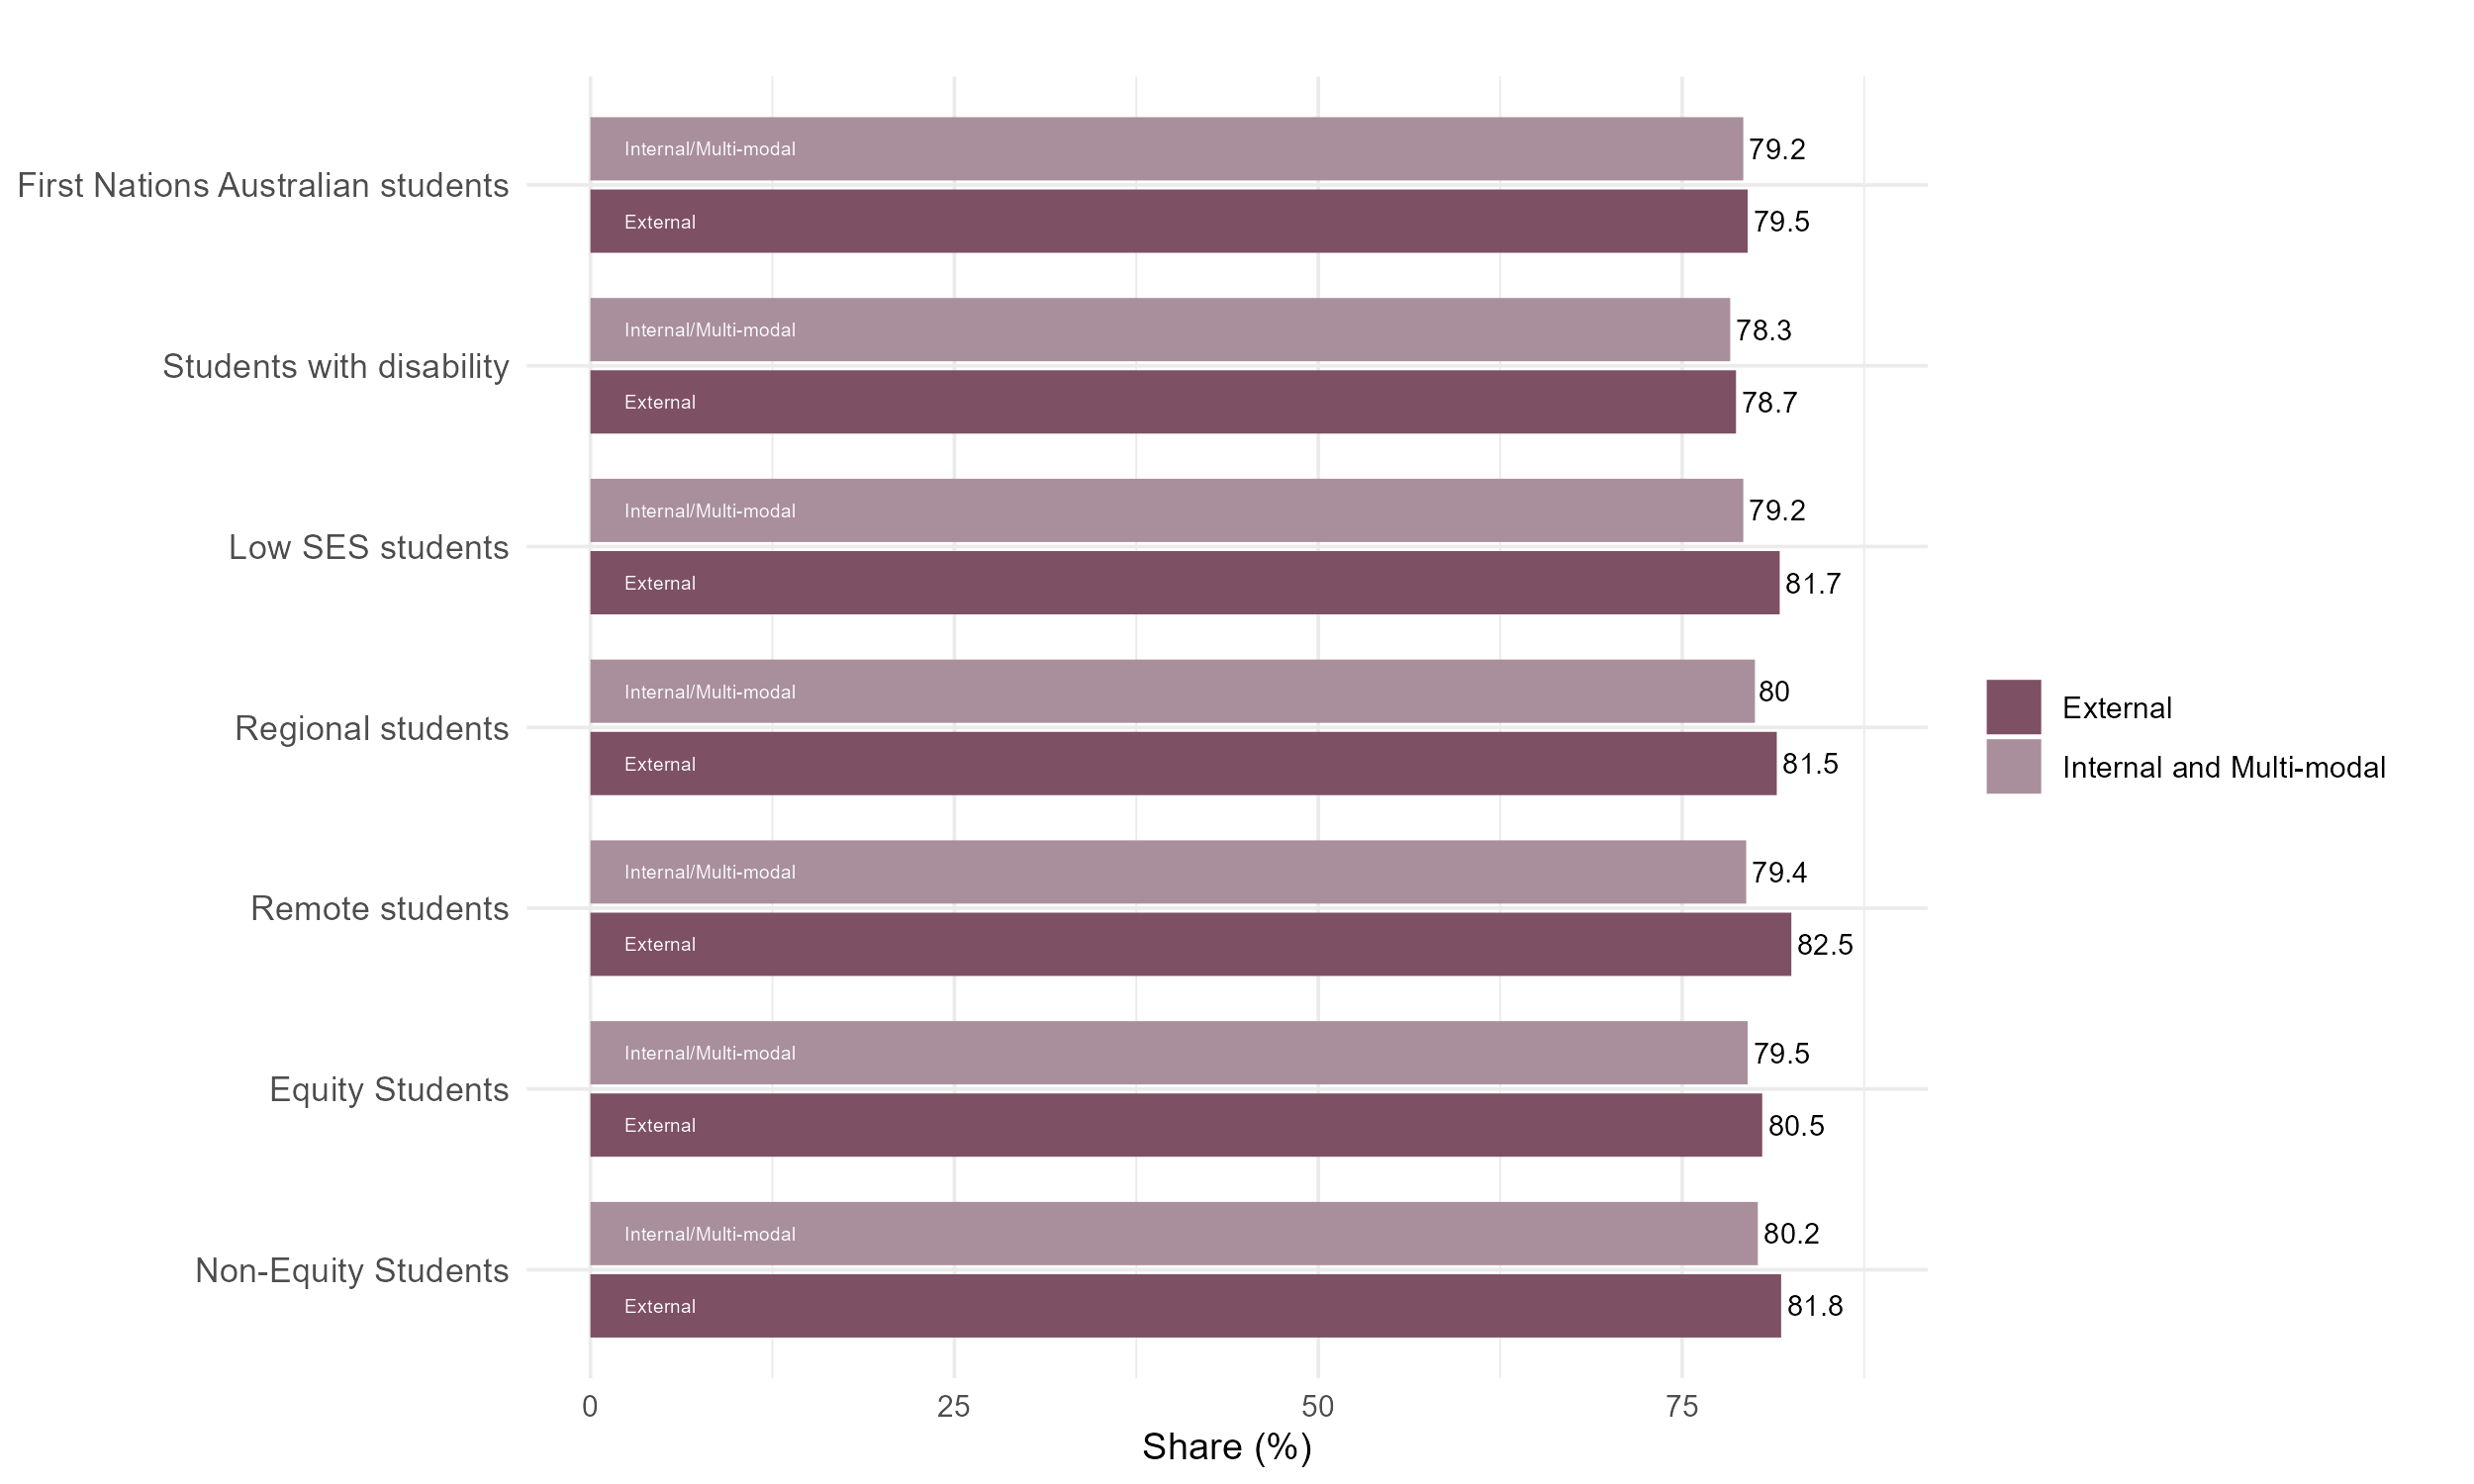 Internal/Multi-modal
79.2
First Nations Australian students
External
79.5
Internal/Multi-modal
78.3
Students with disability
External
78.7
Internal/Multi-modal
79.2
Low SES students
External
81.7
Internal/Multi-modal
80
Regional students
External
81.5
Internal/Multi-modal
79.4
Remote students
External
82.5
Internal/Multi-modal
79.5
Equity Students
External
80.5
Internal/Multi-modal
80.2
Non-Equity Students
External
81.8
0 25 50 75
Share (%)
External
Internal and Multi-modal